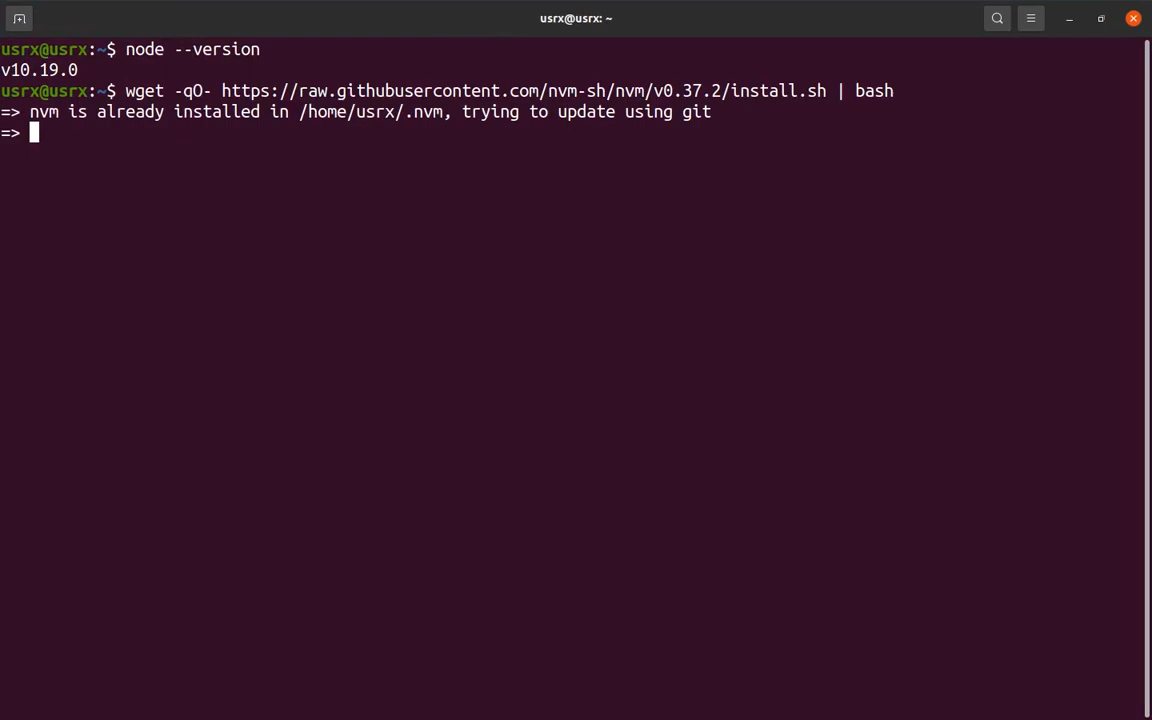 usrx@usrx: ~
usrx@usrx:~$ node --version
v10.19.0
usrx@usrx:~$ wget -qO- https://raw.githubusercontent.com/nvm-sh/nvm/v0.37.2/install.sh | bash
=> nvm is already installed in /home/usrx/.nvm, trying to update using git
=>